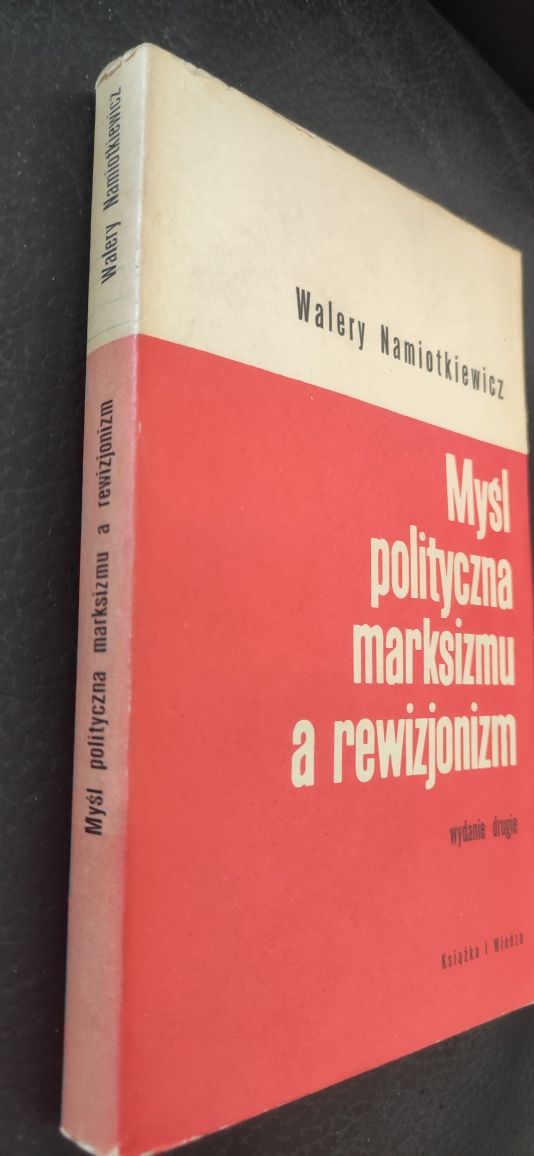 Walery Namiotkiewicz
Myśl polityczna marksizmu a rewizjonizm
Walery Namiotkiewicz
Myśl
polityczna
marksizmu
a rewizjonizm
wydanie drugie
Książka i Wiedza